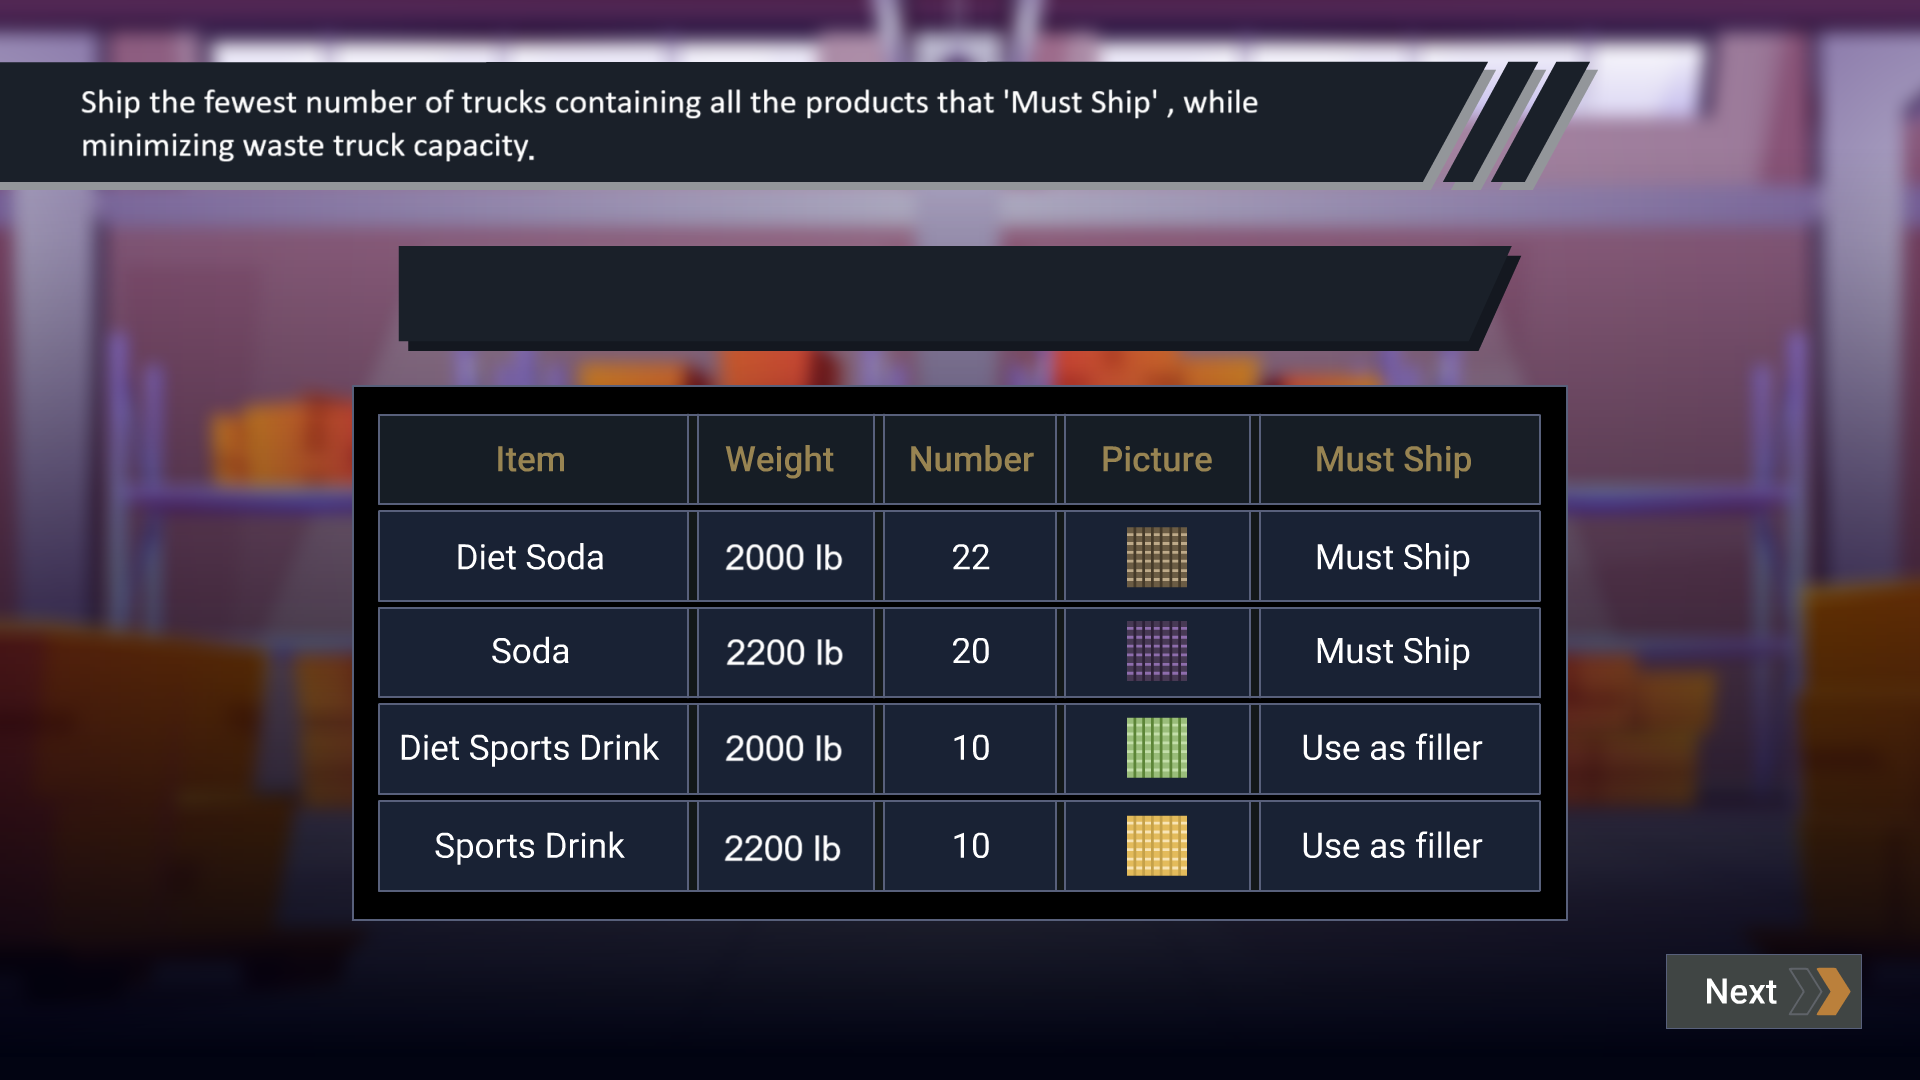 Ship the fewest number of trucks containing all the products that 'Must Ship' , while
minimizing waste truck capacity.
Item Weight Number Picture Must Ship
Diet Soda 2000 lb 22 Must Ship
Soda 2200 lb 20 Must Ship
Diet Sports Drink 2000 lb 10 Use as filler
Sports Drink 2200 lb 10 Use as filler
Next